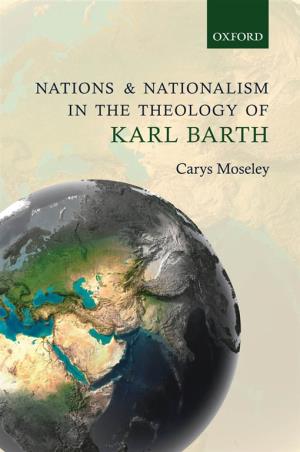 OXFORD
NATIONS & NATIONALISM
IN THE THEOLOGY OF
KARL BARTH
Carys Moseley